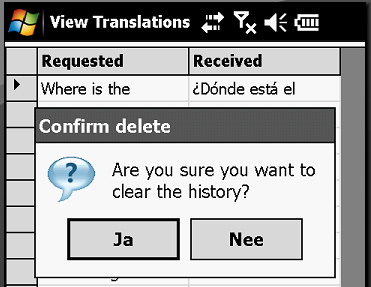 View Translations
Requested Received
Where is the ¿Dónde está el
Confirm delete
Are you sure you want to
clear the history?
Ja Nee